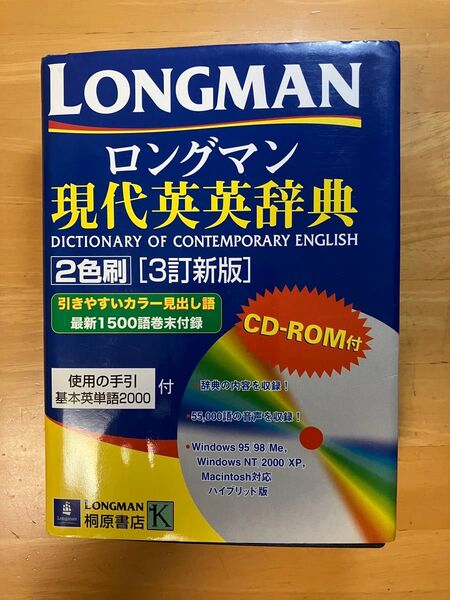 LONGMAN
ロングマン
現代英英辞典
DICTIONARY OF CONTEMPORARY ENGLISH
2色刷 [3訂新版]
引きやすいカラー見出し語
最新1500語巻末付録
CD-ROM付
使用の手引
基本英単語2000
付
辞典の内容を収録!
・55,000語の音声を収録!
・Windows 95 98 Me,
Windows NT 2000 XP,
Macintosh対応
ハイブリッド版
Longman
LONGMAN
桐原書店
K